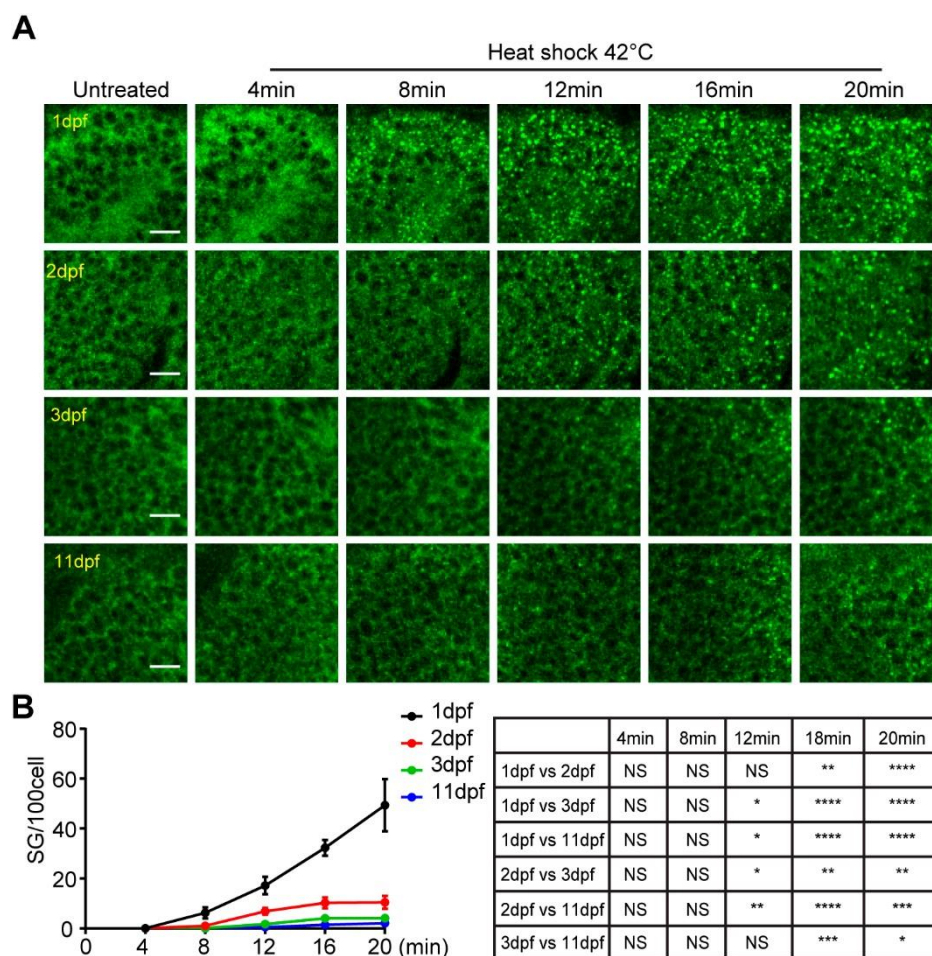 A
Heat shock 42°C
Untreated 4min 8min 12min 16min 20min
1dpf
2dpf
3dpf
11dpf
B
80
60
40
20
0
SG/100cell
0 4 8 12 16 20 (min)
1dpf
2dpf
3dpf
11dpf
4min 8min 12min 18min 20min
1dpf vs 2dpf NS NS NS ** ****
1dpf vs 3dpf NS NS * **** ****
1dpf vs 11dpf NS NS * **** ****
2dpf vs 3dpf NS NS * ** **
2dpf vs 11dpf NS NS ** **** ***
3dpf vs 11dpf NS NS NS *** *